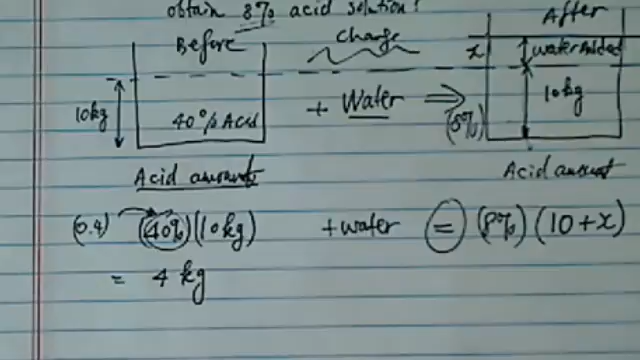 obtain 8% acid solution?
Before Change After
x water added
10kg 40% Acid + Water ⇒ (8%) 10kg
Acid amount Acid amount
(0.4) (40%)(10kg) + water = (8%)(10+x)
= 4 kg